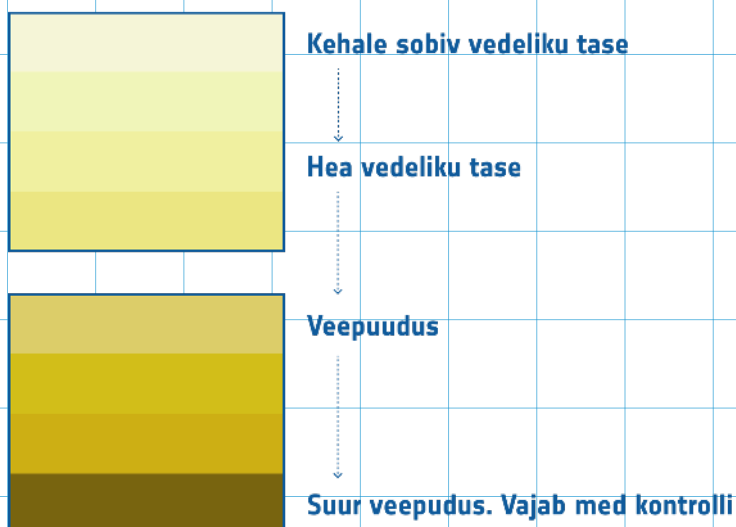 Kehale sobiv vedeliku tase
Hea vedeliku tase
Veepuudus
Suur veepudus. Vajab med kontrolli